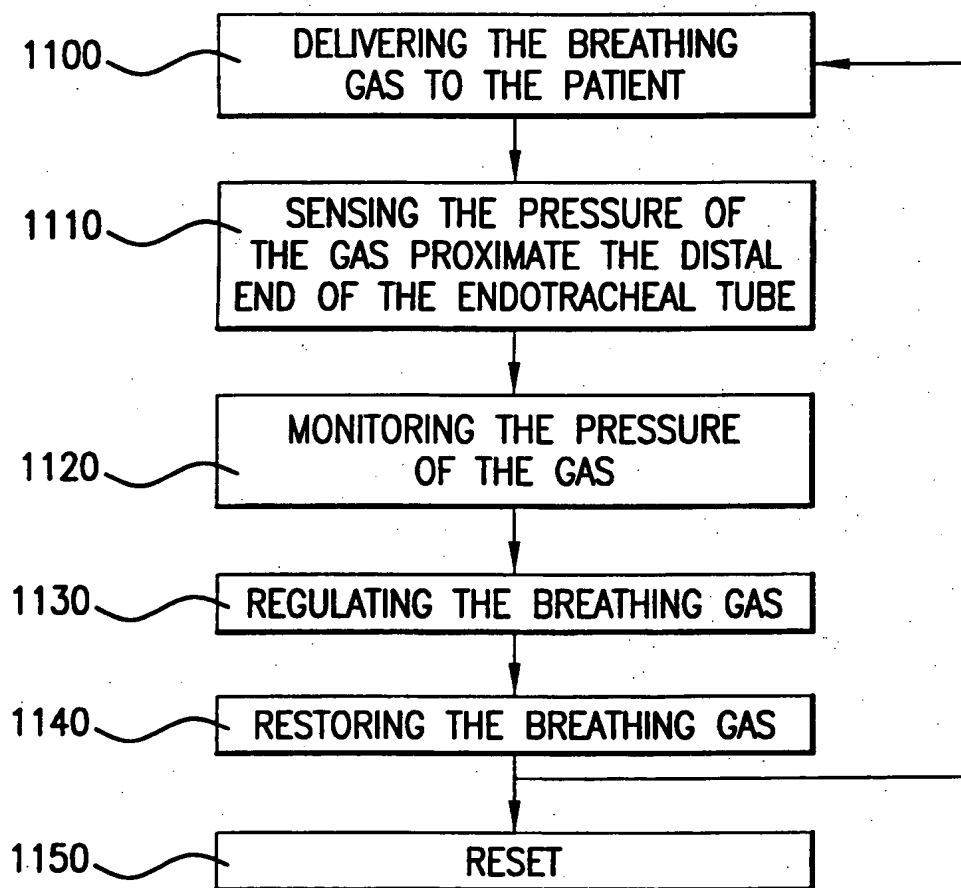 1100
DELIVERING THE BREATHING
GAS TO THE PATIENT
1110
SENSING THE PRESSURE OF
THE GAS PROXIMATE THE DISTAL
END OF THE ENDOTRACHEAL TUBE
1120
MONITORING THE PRESSURE
OF THE GAS
1130
REGULATING THE BREATHING GAS
1140
RESTORING THE BREATHING GAS
1150
RESET